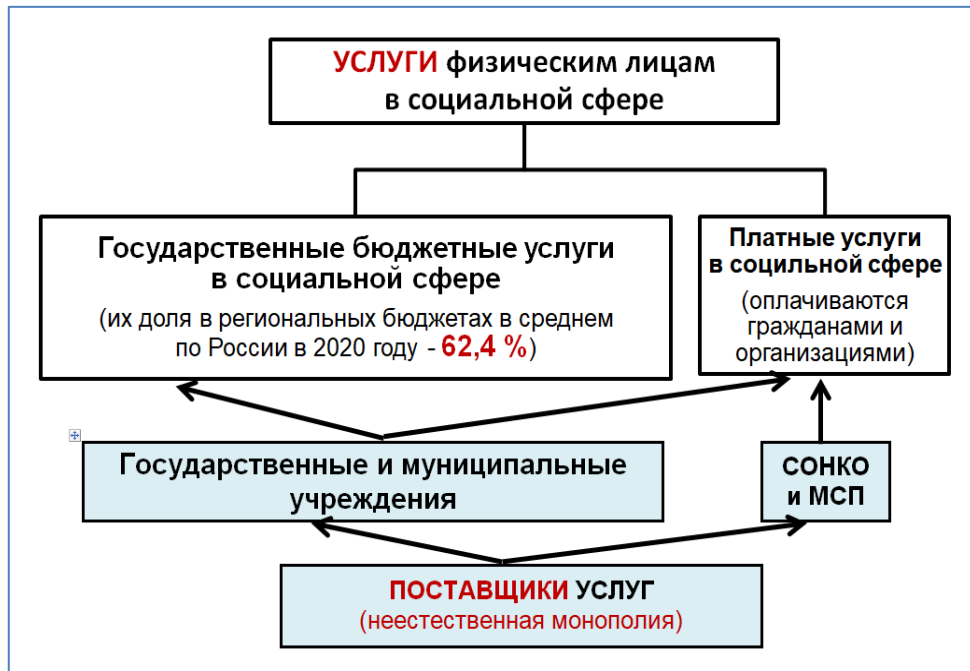 УСЛУГИ физическим лицам
в социальной сфере
Государственные бюджетные услуги
в социальной сфере
(их доля в региональных бюджетах в среднем
по России в 2020 году - 62,4 %)
Платные услуги
в социльной сфере
(оплачиваются
гражданами и
организациями)
Государственные и муниципальные
учреждения
СОНКО
и МСП
ПОСТАВЩИКИ УСЛУГ
(неестественная монополия)